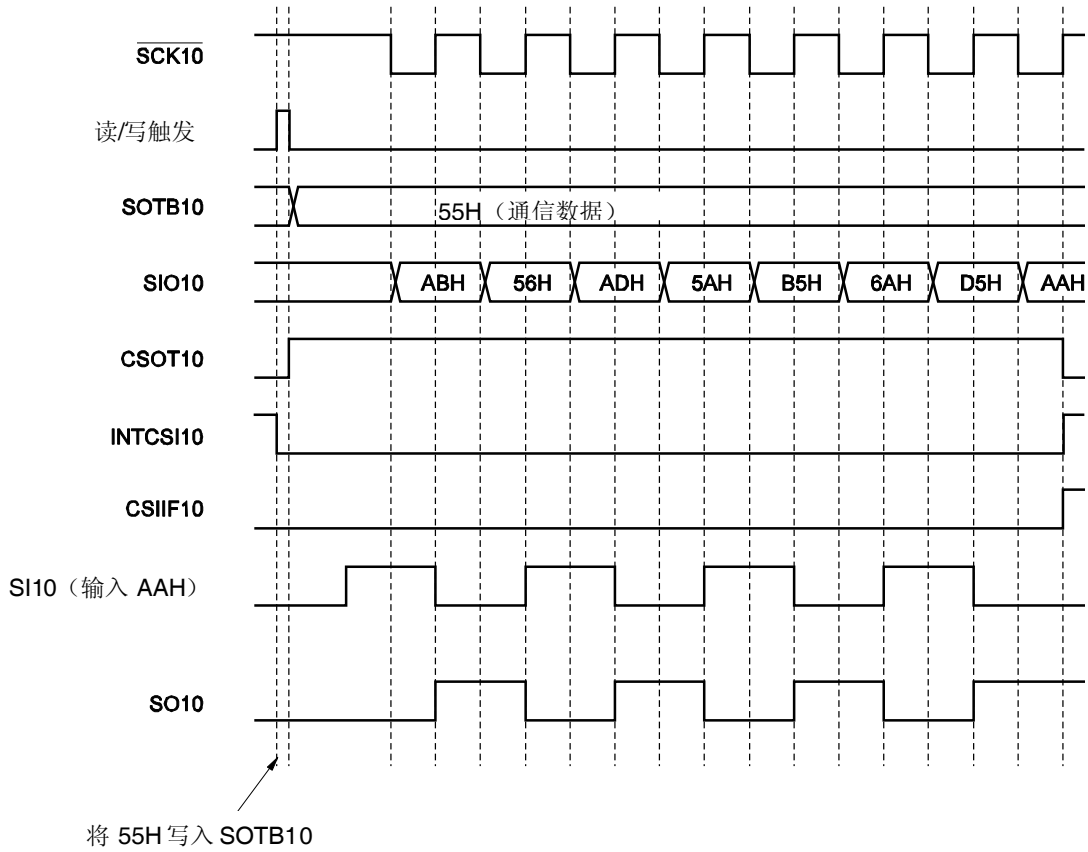 SCK10
读/写触发
SOTB10 55H（通信数据）
SIO10 ABH 56H ADH 5AH B5H 6AH D5H AAH
CSOT10
INTCSI10
CSIIF10
SI10（输入 AAH）
SO10
将 55H 写入 SOTB10